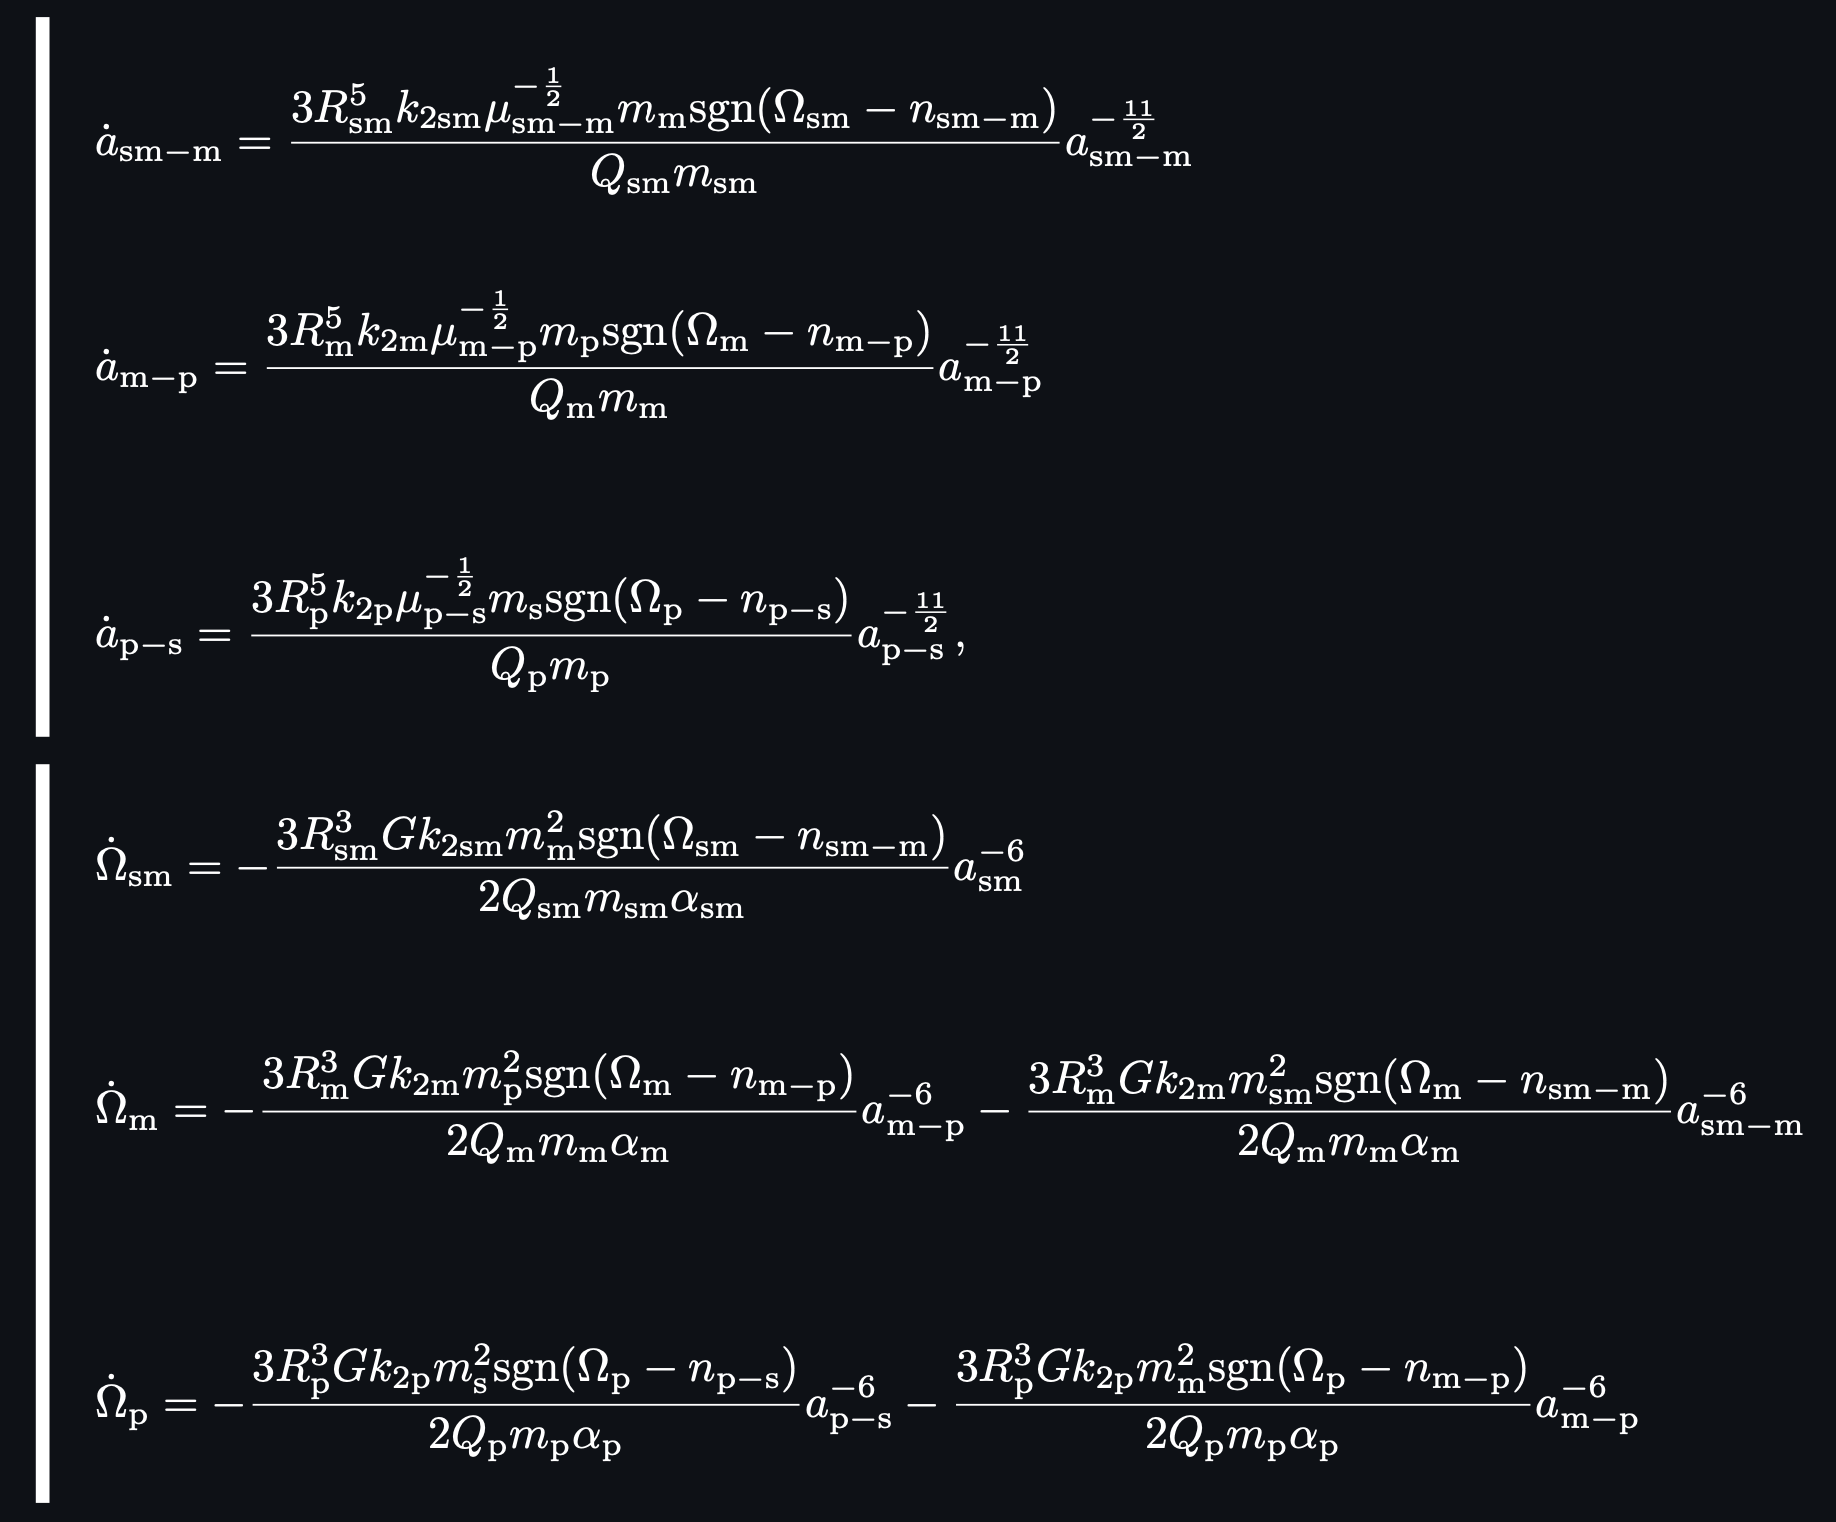 $\dot{a}_{\mathrm{sm-m}} = \frac{3R_{\mathrm{sm}}^{5}k_{2\mathrm{sm}}\mu_{\mathrm{sm-m}}^{-\frac{1}{2}}m_{\mathrm{m}}\mathrm{sgn}(\Omega_{\mathrm{sm}} - n_{\mathrm{sm-m}})}{Q_{\mathrm{sm}}m_{\mathrm{sm}}}a_{\mathrm{sm-m}}^{-\frac{11}{2}}$
$\dot{a}_{\mathrm{m-p}} = \frac{3R_{\mathrm{m}}^{5}k_{2\mathrm{m}}\mu_{\mathrm{m-p}}^{-\frac{1}{2}}m_{\mathrm{p}}\mathrm{sgn}(\Omega_{\mathrm{m}} - n_{\mathrm{m-p}})}{Q_{\mathrm{m}}m_{\mathrm{m}}}a_{\mathrm{m-p}}^{-\frac{11}{2}}$
$\dot{a}_{\mathrm{p-s}} = \frac{3R_{\mathrm{p}}^{5}k_{2\mathrm{p}}\mu_{\mathrm{p-s}}^{-\frac{1}{2}}m_{\mathrm{s}}\mathrm{sgn}(\Omega_{\mathrm{p}} - n_{\mathrm{p-s}})}{Q_{\mathrm{p}}m_{\mathrm{p}}}a_{\mathrm{p-s}}^{-\frac{11}{2}},$
$\dot{\Omega}_{\mathrm{sm}} = -\frac{3R_{\mathrm{sm}}^{3}Gk_{2\mathrm{sm}}m_{\mathrm{m}}^{2}\mathrm{sgn}(\Omega_{\mathrm{sm}} - n_{\mathrm{sm-m}})}{2Q_{\mathrm{sm}}m_{\mathrm{sm}}\alpha_{\mathrm{sm}}}a_{\mathrm{sm}}^{-6}$
$\dot{\Omega}_{\mathrm{m}} = -\frac{3R_{\mathrm{m}}^{3}Gk_{2\mathrm{m}}m_{\mathrm{p}}^{2}\mathrm{sgn}(\Omega_{\mathrm{m}} - n_{\mathrm{m-p}})}{2Q_{\mathrm{m}}m_{\mathrm{m}}\alpha_{\mathrm{m}}}a_{\mathrm{m-p}}^{-6} - \frac{3R_{\mathrm{m}}^{3}Gk_{2\mathrm{m}}m_{\mathrm{sm}}^{2}\mathrm{sgn}(\Omega_{\mathrm{m}} - n_{\mathrm{sm-m}})}{2Q_{\mathrm{m}}m_{\mathrm{m}}\alpha_{\mathrm{m}}}a_{\mathrm{sm-m}}^{-6}$
$\dot{\Omega}_{\mathrm{p}} = -\frac{3R_{\mathrm{p}}^{3}Gk_{2\mathrm{p}}m_{\mathrm{s}}^{2}\mathrm{sgn}(\Omega_{\mathrm{p}} - n_{\mathrm{p-s}})}{2Q_{\mathrm{p}}m_{\mathrm{p}}\alpha_{\mathrm{p}}}a_{\mathrm{p-s}}^{-6} - \frac{3R_{\mathrm{p}}^{3}Gk_{2\mathrm{p}}m_{\mathrm{m}}^{2}\mathrm{sgn}(\Omega_{\mathrm{p}} - n_{\mathrm{m-p}})}{2Q_{\mathrm{p}}m_{\mathrm{p}}\alpha_{\mathrm{p}}}a_{\mathrm{m-p}}^{-6}$